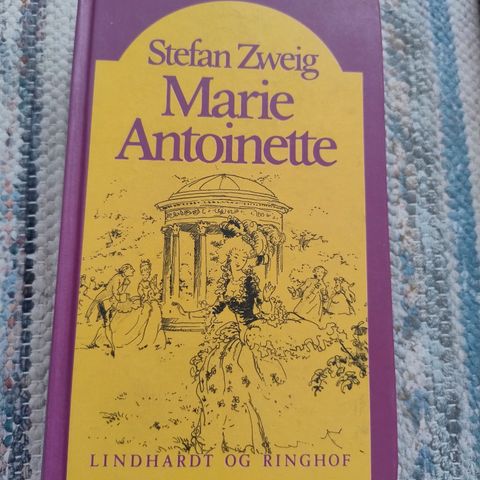 Stefan Zweig
Marie
Antoinette
LINDHARDT OG RINGHOF